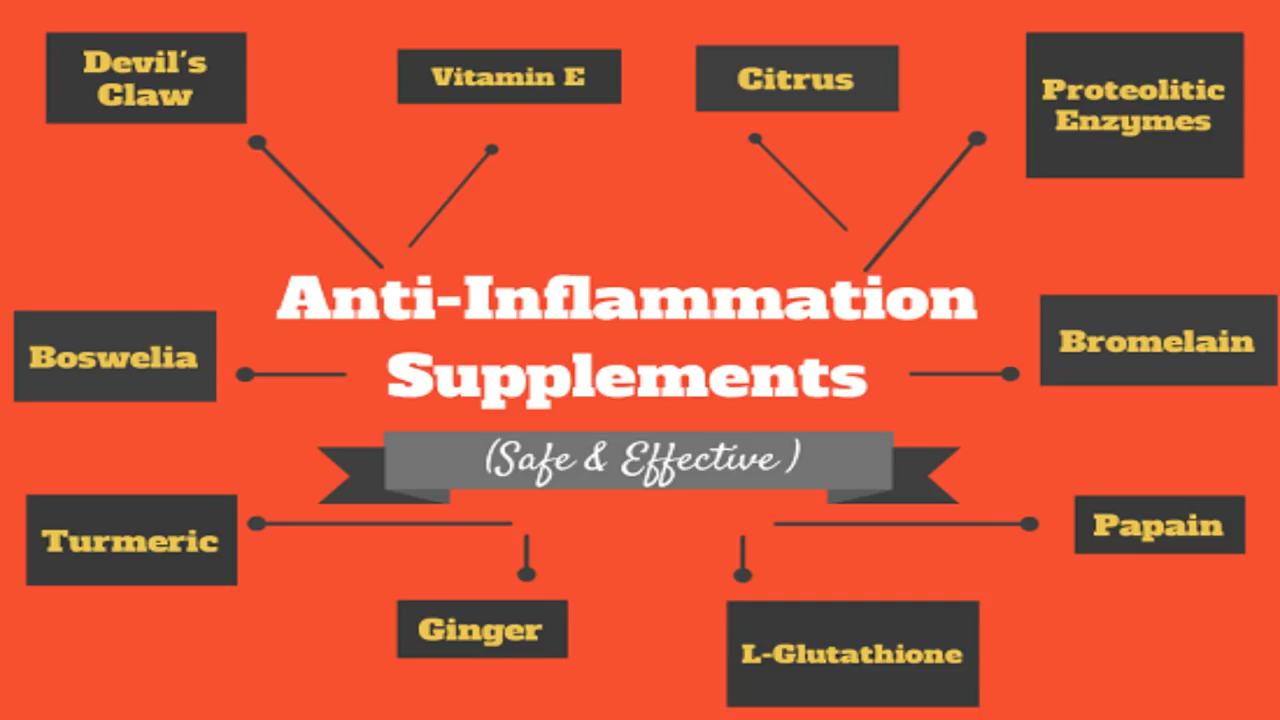 Devil's
Claw
Vitamin E
Citrus
Proteolitic
Enzymes
Anti-Inflammation
Supplements
(Safe & Effective )
Boswelia
Bromelain
Turmeric
Papain
Ginger
L-Glutathione